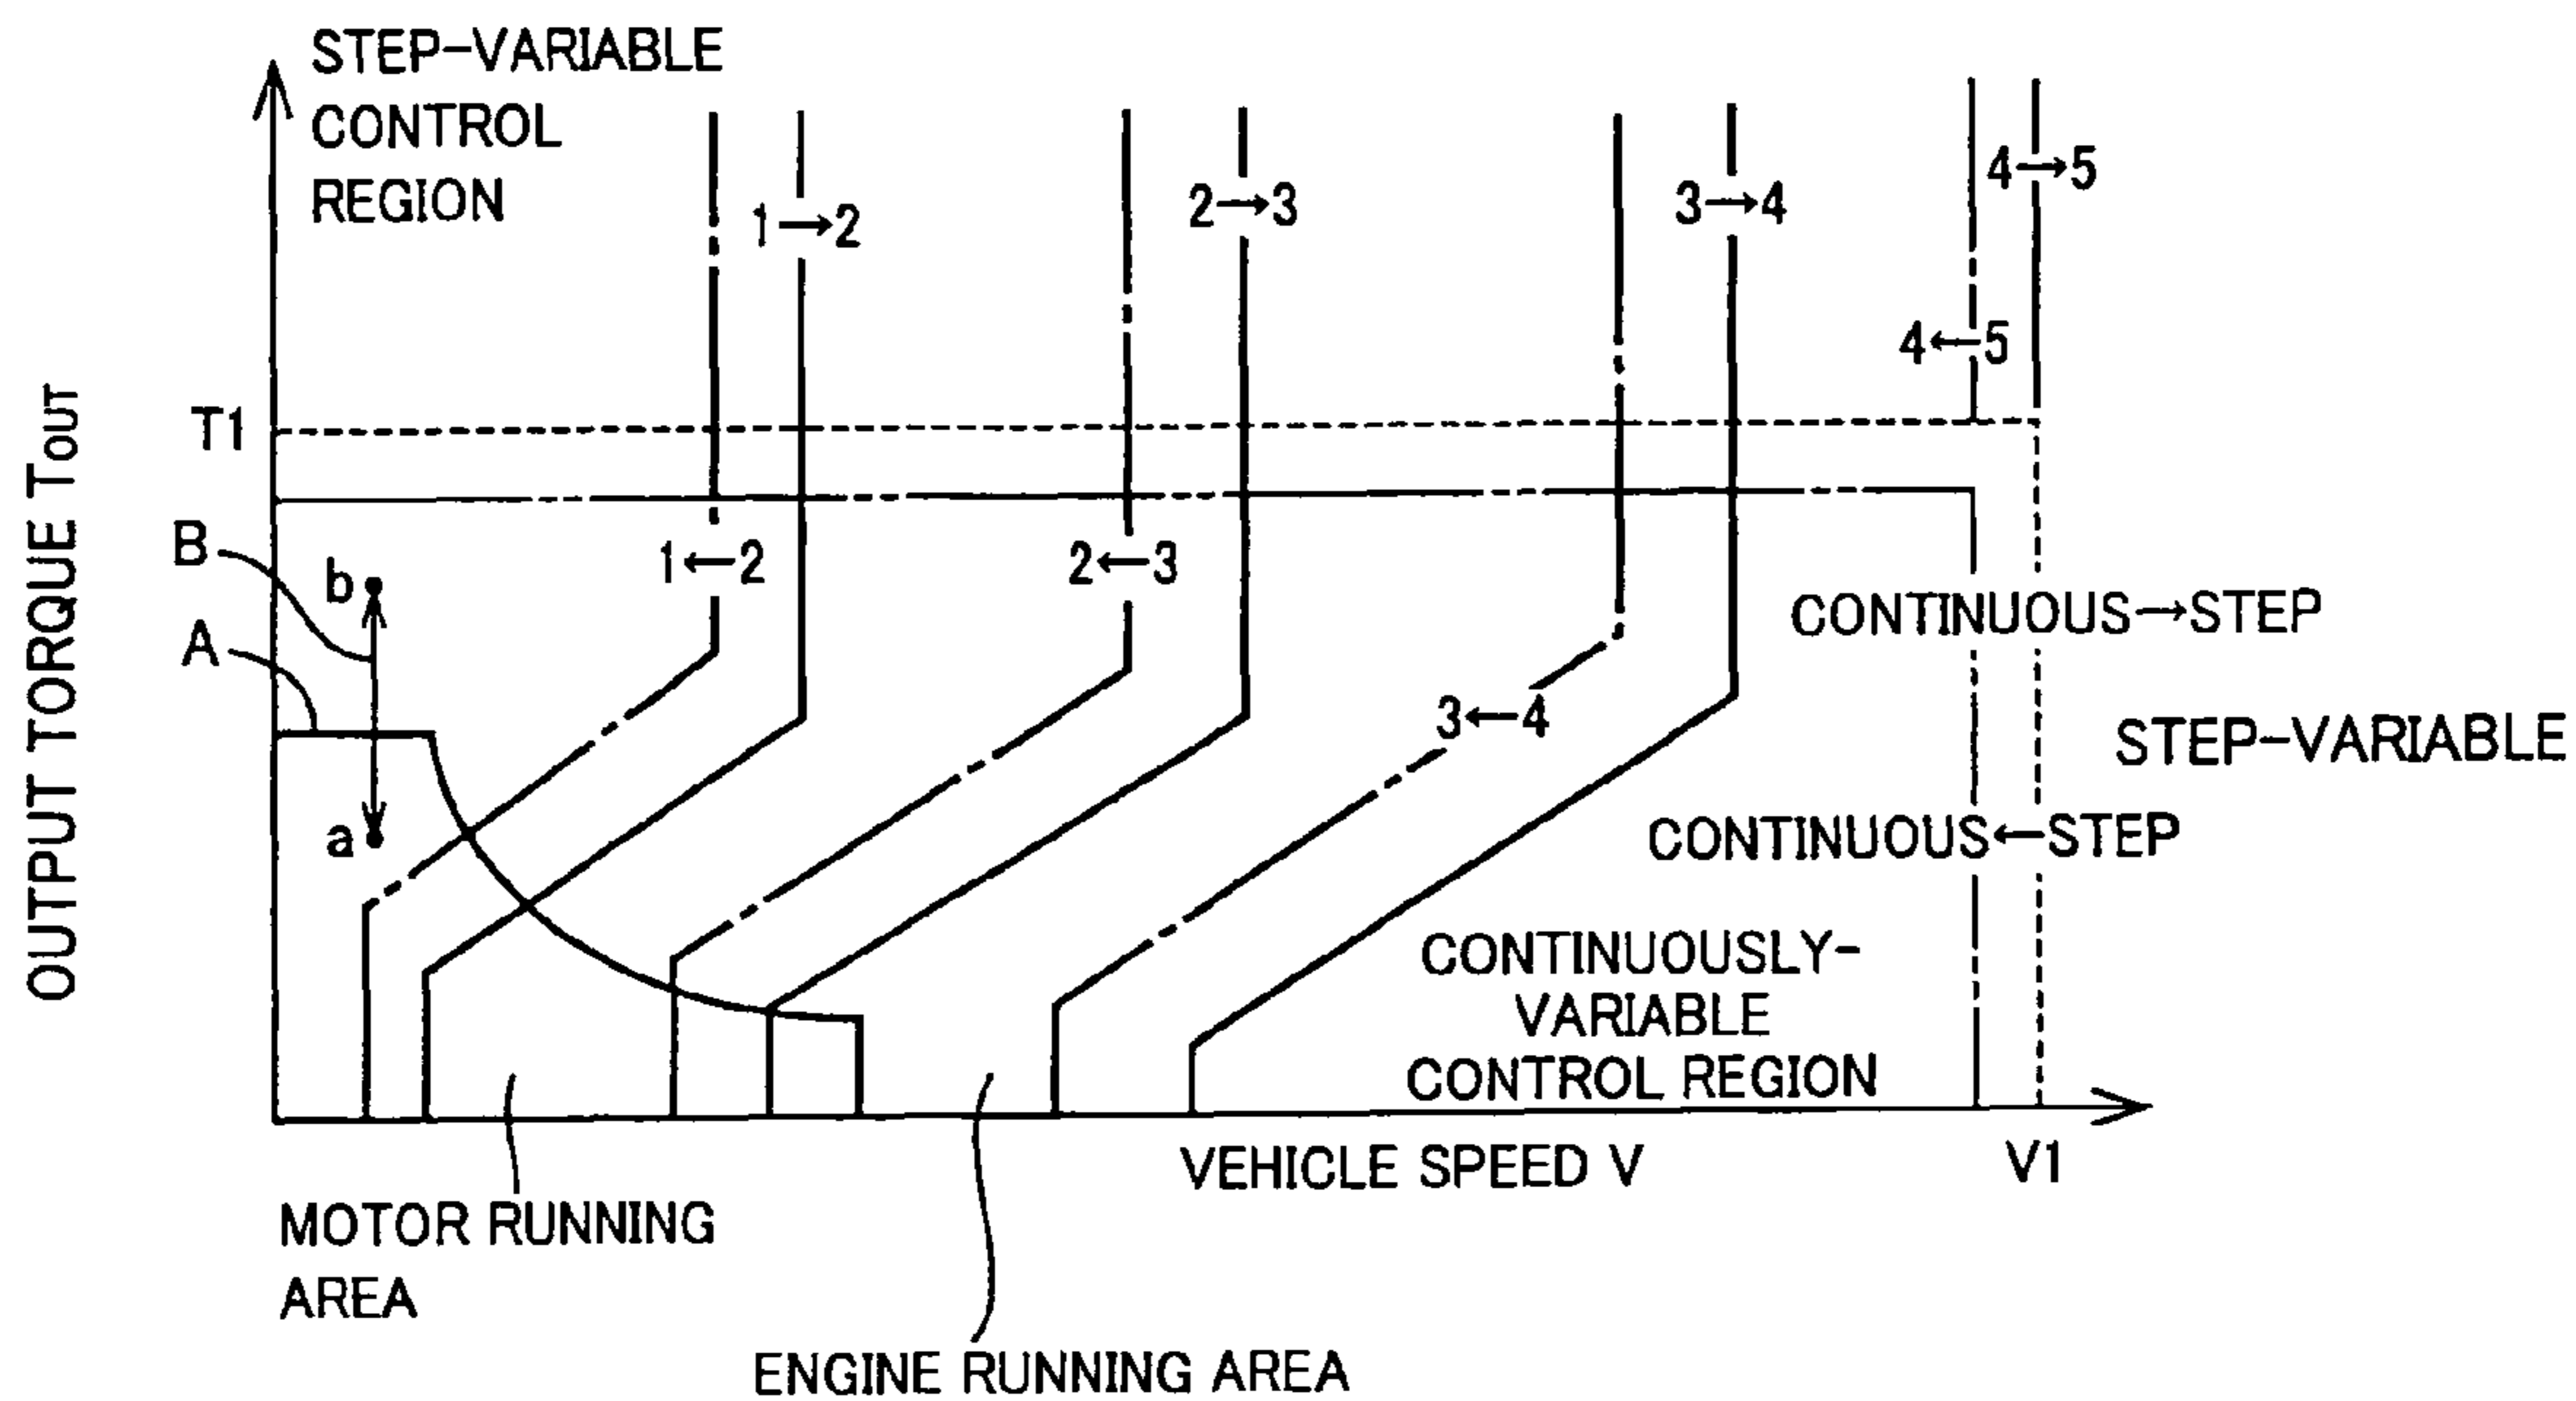 STEP-VARIABLE
CONTROL
REGION
1→2
2→3
3→4
4→5
4←5
T1
OUTPUT TORQUE TOUT
B
b
A
a
1←2
2←3
3←4
CONTINUOUS→STEP
STEP-VARIABLE
CONTINUOUS←STEP
CONTINUOUSLY-
VARIABLE
CONTROL REGION
VEHICLE SPEED V
V1
MOTOR RUNNING
AREA
ENGINE RUNNING AREA